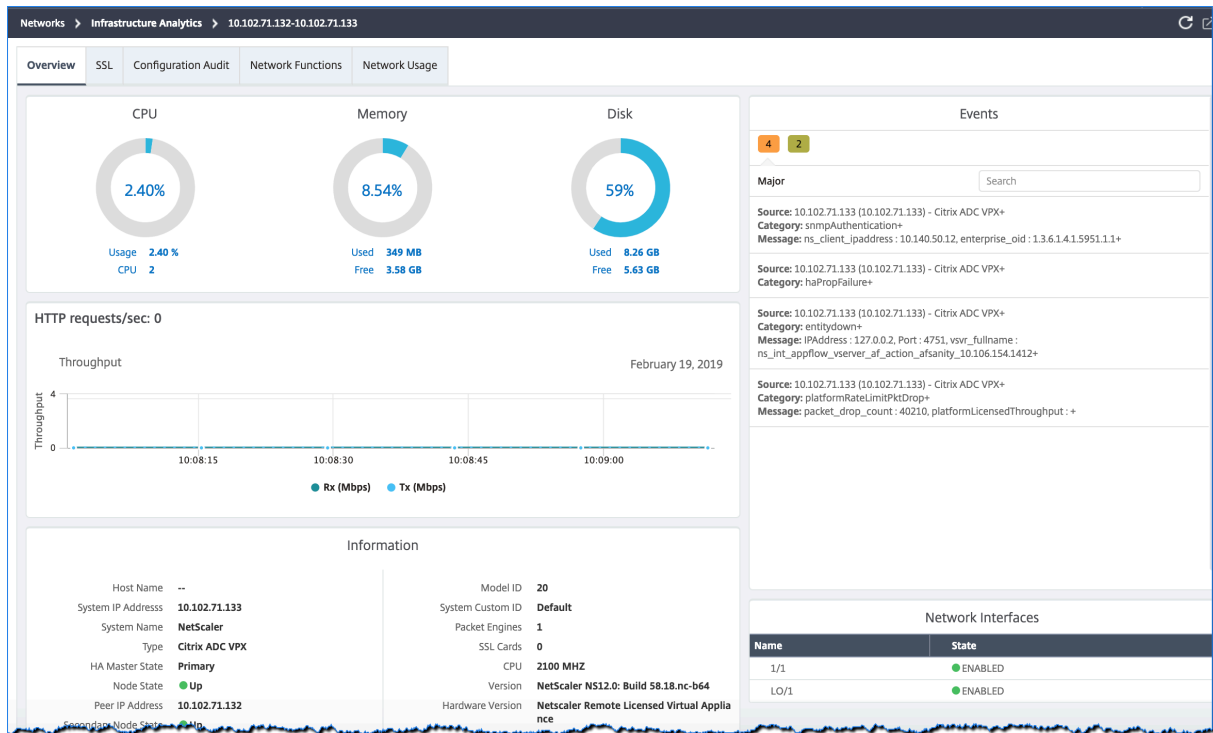 Networks > Infrastructure Analytics > 10.102.71.132-10.102.71.133
Overview SSL Configuration Audit Network Functions Network Usage
CPU Memory Disk
2.40% 8.54% 59%
Usage 2.40 % Used 349 MB Used 8.26 GB
CPU 2 Free 3.58 GB Free 5.63 GB
HTTP requests/sec: 0
Throughput February 19, 2019
Throughput
4
0
10:08:15 10:08:30 10:08:45 10:09:00
Rx (Mbps) Tx (Mbps)
Information
Host Name --
System IP Addresss 10.102.71.133
System Name NetScaler
Type Citrix ADC VPX
HA Master State Primary
Node State Up
Peer IP Address 10.102.71.132
Secondary Node State Up
Model ID 20
System Custom ID Default
Packet Engines 1
SSL Cards 0
CPU 2100 MHZ
Version NetScaler NS12.0: Build 58.18.nc-b64
Hardware Version Netscaler Remote Licensed Virtual Applia
nce
Events
4 2
Major Search
Source: 10.102.71.133 (10.102.71.133) - Citrix ADC VPX+
Category: snmpAuthentication+
Message: ns_client_ipaddress : 10.140.50.12, enterprise_oid : 1.3.6.1.4.1.5951.1.1+
Source: 10.102.71.133 (10.102.71.133) - Citrix ADC VPX+
Category: haPropFailure+
Source: 10.102.71.133 (10.102.71.133) - Citrix ADC VPX+
Category: entitydown+
Message: IPAddress : 127.0.0.2, Port : 4751, vsvr_fullname :
ns_int_appflow_vserver_af_action_afsanity_10.106.154.1412+
Source: 10.102.71.133 (10.102.71.133) - Citrix ADC VPX+
Category: platformRateLimitPktDrop+
Message: packet_drop_count : 40210, platformLicensedThroughput : +
Network Interfaces
Name State
1/1 ENABLED
LO/1 ENABLED